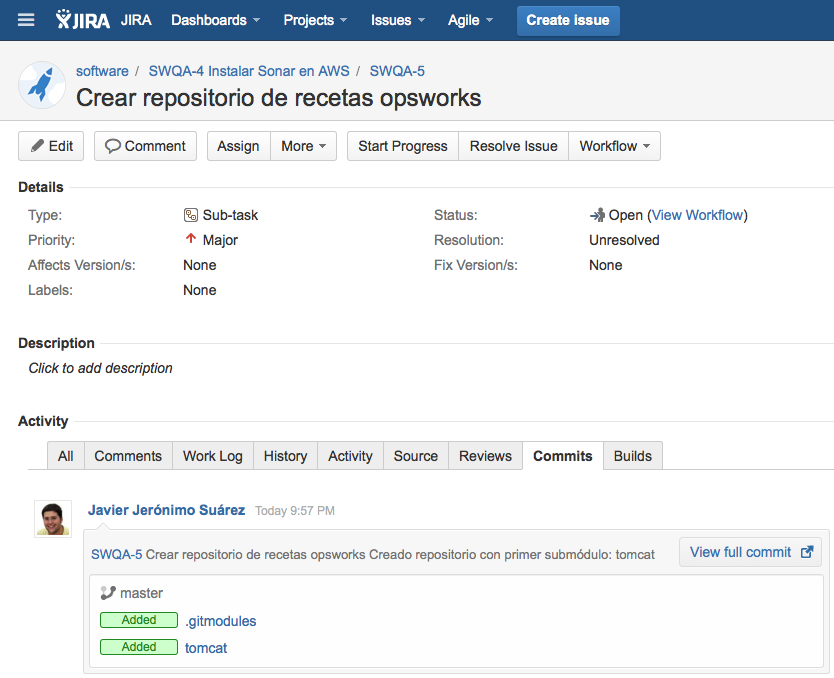 JIRA JIRA Dashboards Projects Issues Agile Create issue
software / SWQA-4 Instalar Sonar en AWS / SWQA-5
Crear repositorio de recetas opsworks
Edit Comment Assign More Start Progress Resolve Issue Workflow
Details
Type: Sub-task Status: Open (View Workflow)
Priority: Major Resolution: Unresolved
Affects Version/s: None Fix Version/s: None
Labels: None
Description
Click to add description
Activity
All Comments Work Log History Activity Source Reviews Commits Builds
Javier Jerónimo Suárez Today 9:57 PM
SWQA-5 Crear repositorio de recetas opsworks Creado repositorio con primer submódulo: tomcat View full commit
master
Added .gitmodules
Added tomcat